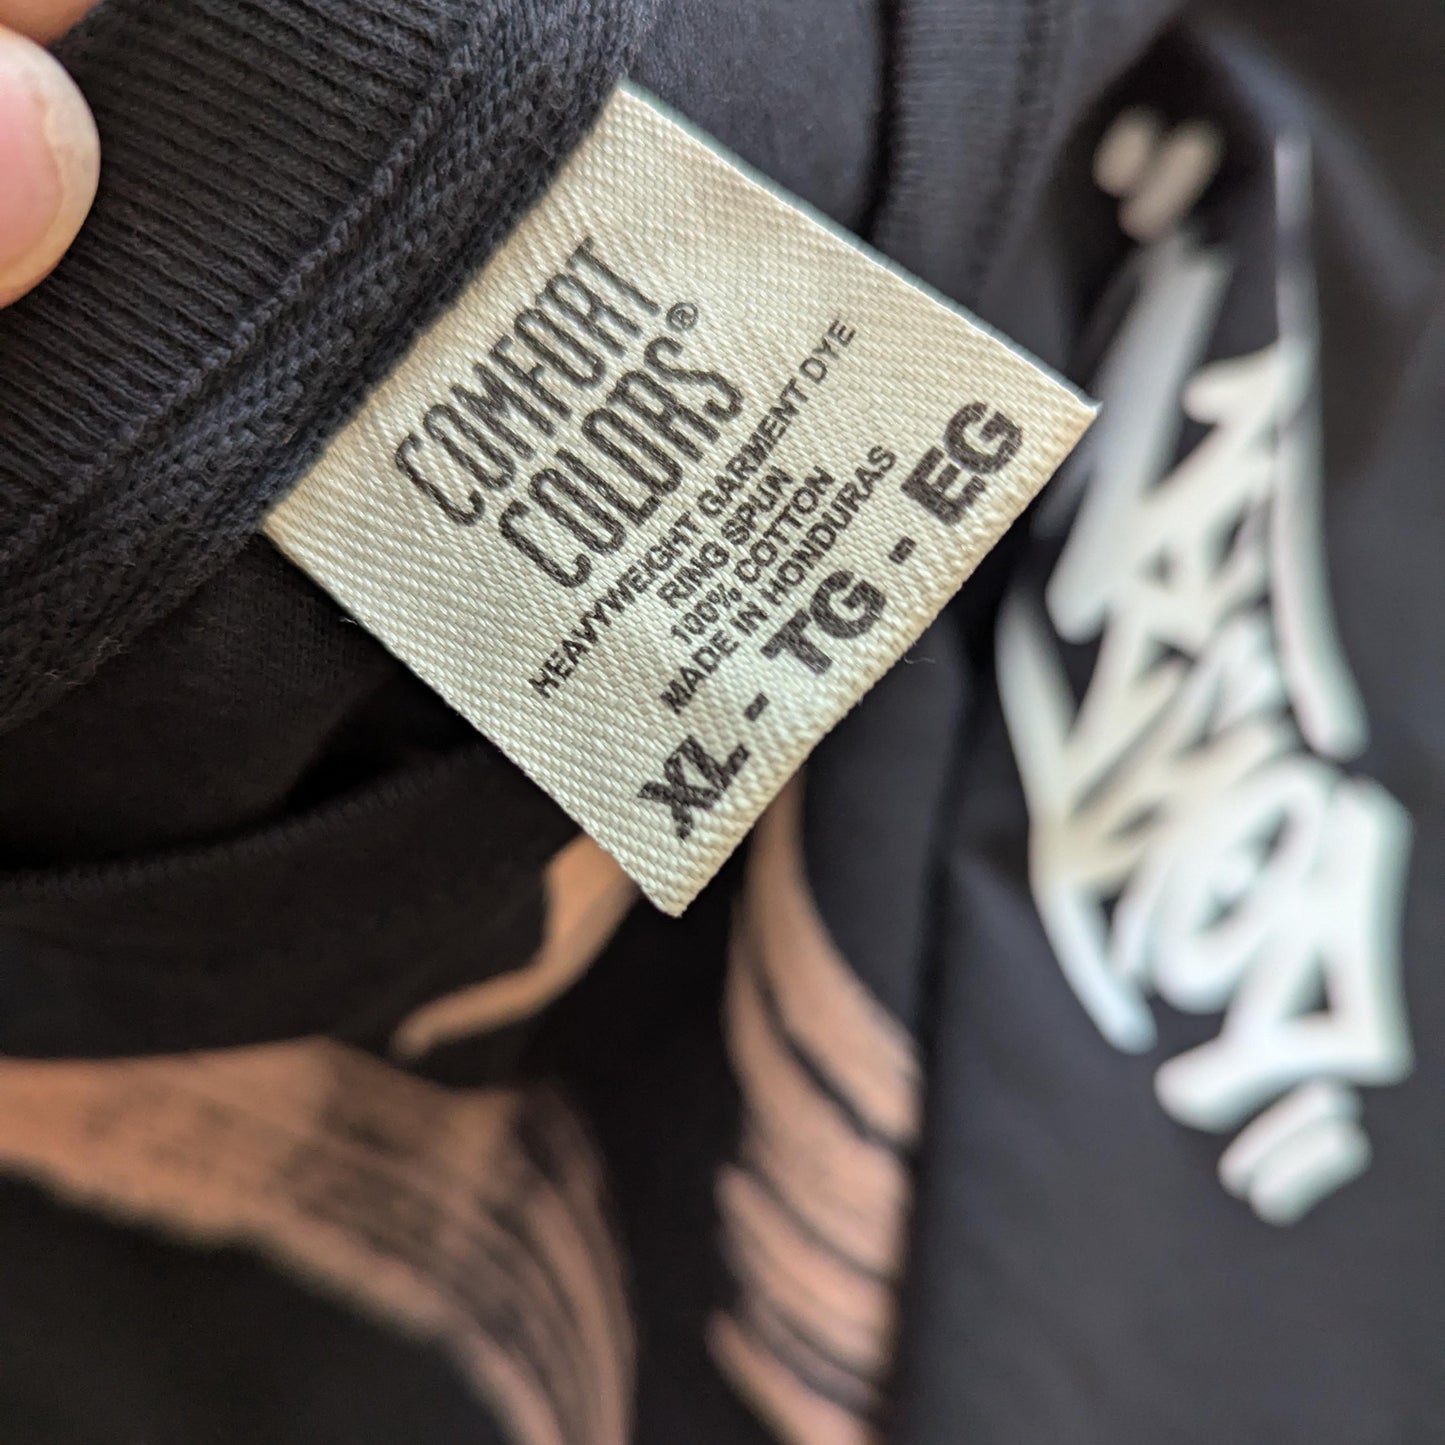 COMFORT
COLORS®
HEAVYWEIGHT GARMENT DYE
RING SPUN
100% COTTON
MADE IN HONDURAS
XL - TG - EG